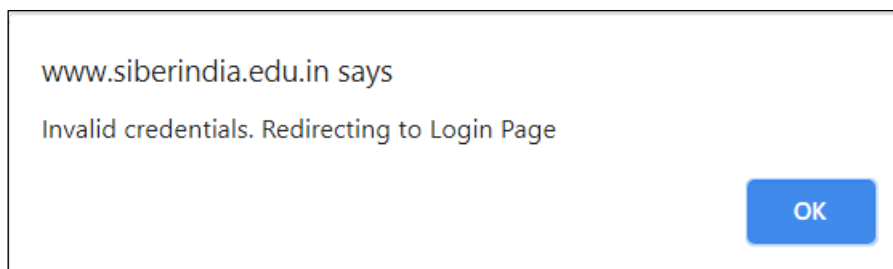 www.siberindia.edu.in says
Invalid credentials. Redirecting to Login Page
OK